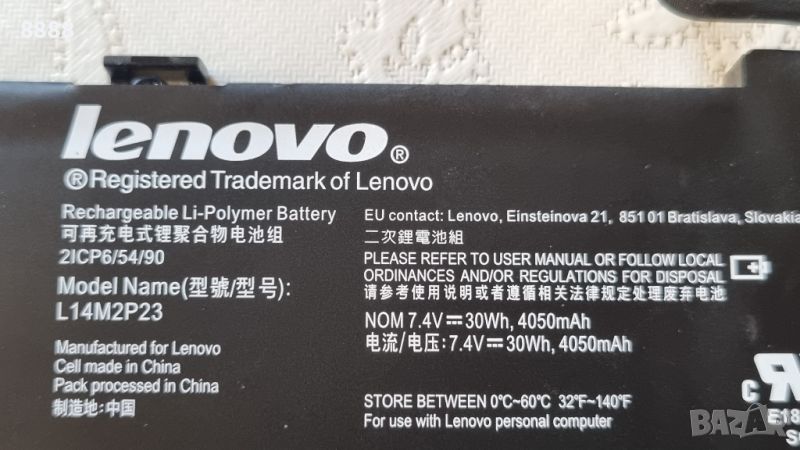 8888
lenovo®
®Registered Trademark of Lenovo
Rechargeable Li-Polymer Battery
可再充电式锂聚合物电池组
2ICP6/54/90
Model Name(型號/型号):
L14M2P23
Manufactured for Lenovo
Cell made in China
Pack processed in China
制造地:中国
EU contact: Lenovo, Einsteinova 21, 851 01 Bratislava, Slovakia
二次鋰電池組
PLEASE REFER TO USER MANUAL OR FOLLOW LOCAL
ORDINANCES AND/OR REGULATIONS FOR DISPOSAL
请参考使用说明或者遵循相关法律规定处理废弃电池
NOM 7.4V⎓30Wh, 4050mAh
电流/电压: 7.4V⎓30Wh, 4050mAh
STORE BETWEEN 0℃~60℃ 32℉~140℉
For use with Lenovo personal computer
c
E18
BAZAR